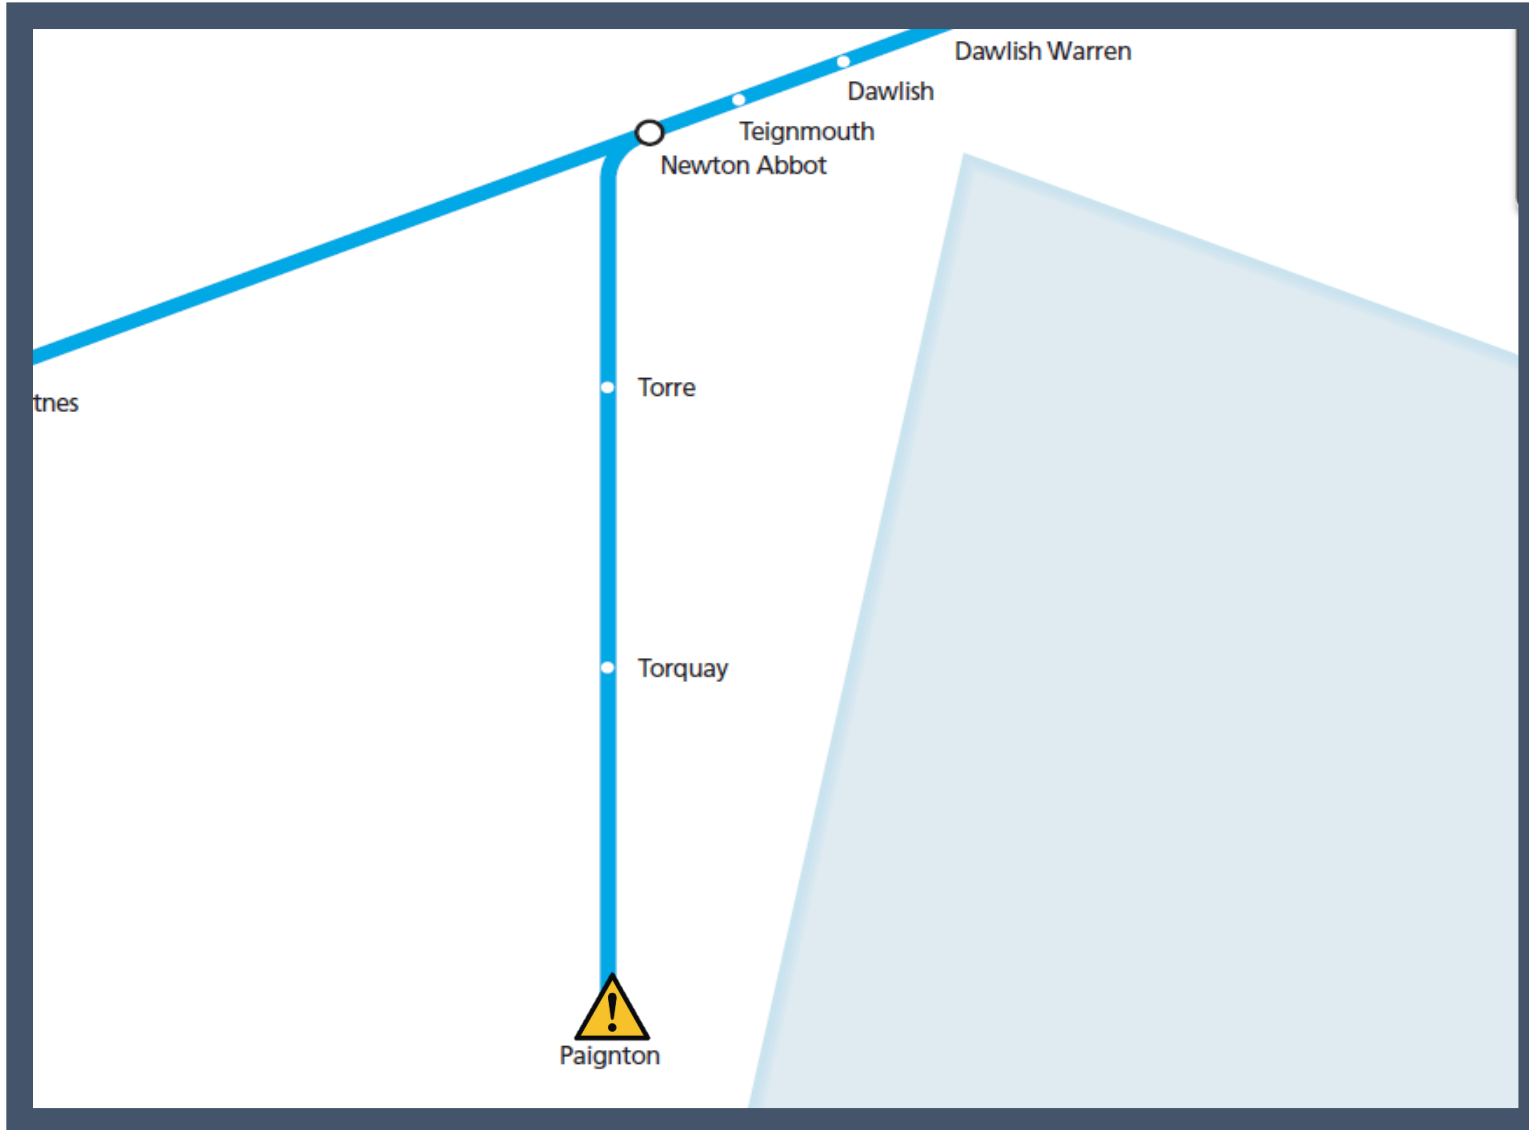 Dawlish Warren
Dawlish
Teignmouth
Newton Abbot
Torre
tnes
Torquay
!
Paignton